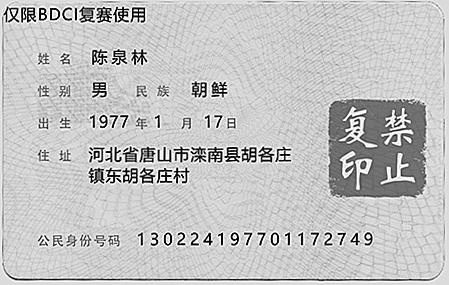 仅限BDCI复赛使用
姓名 陈泉林
性别 男 民族 朝鲜
出生 1977 年 1 月 17 日
住址 河北省唐山市滦南县胡各庄
镇东胡各庄村
禁止
复印
公民身份号码 130224197701172749